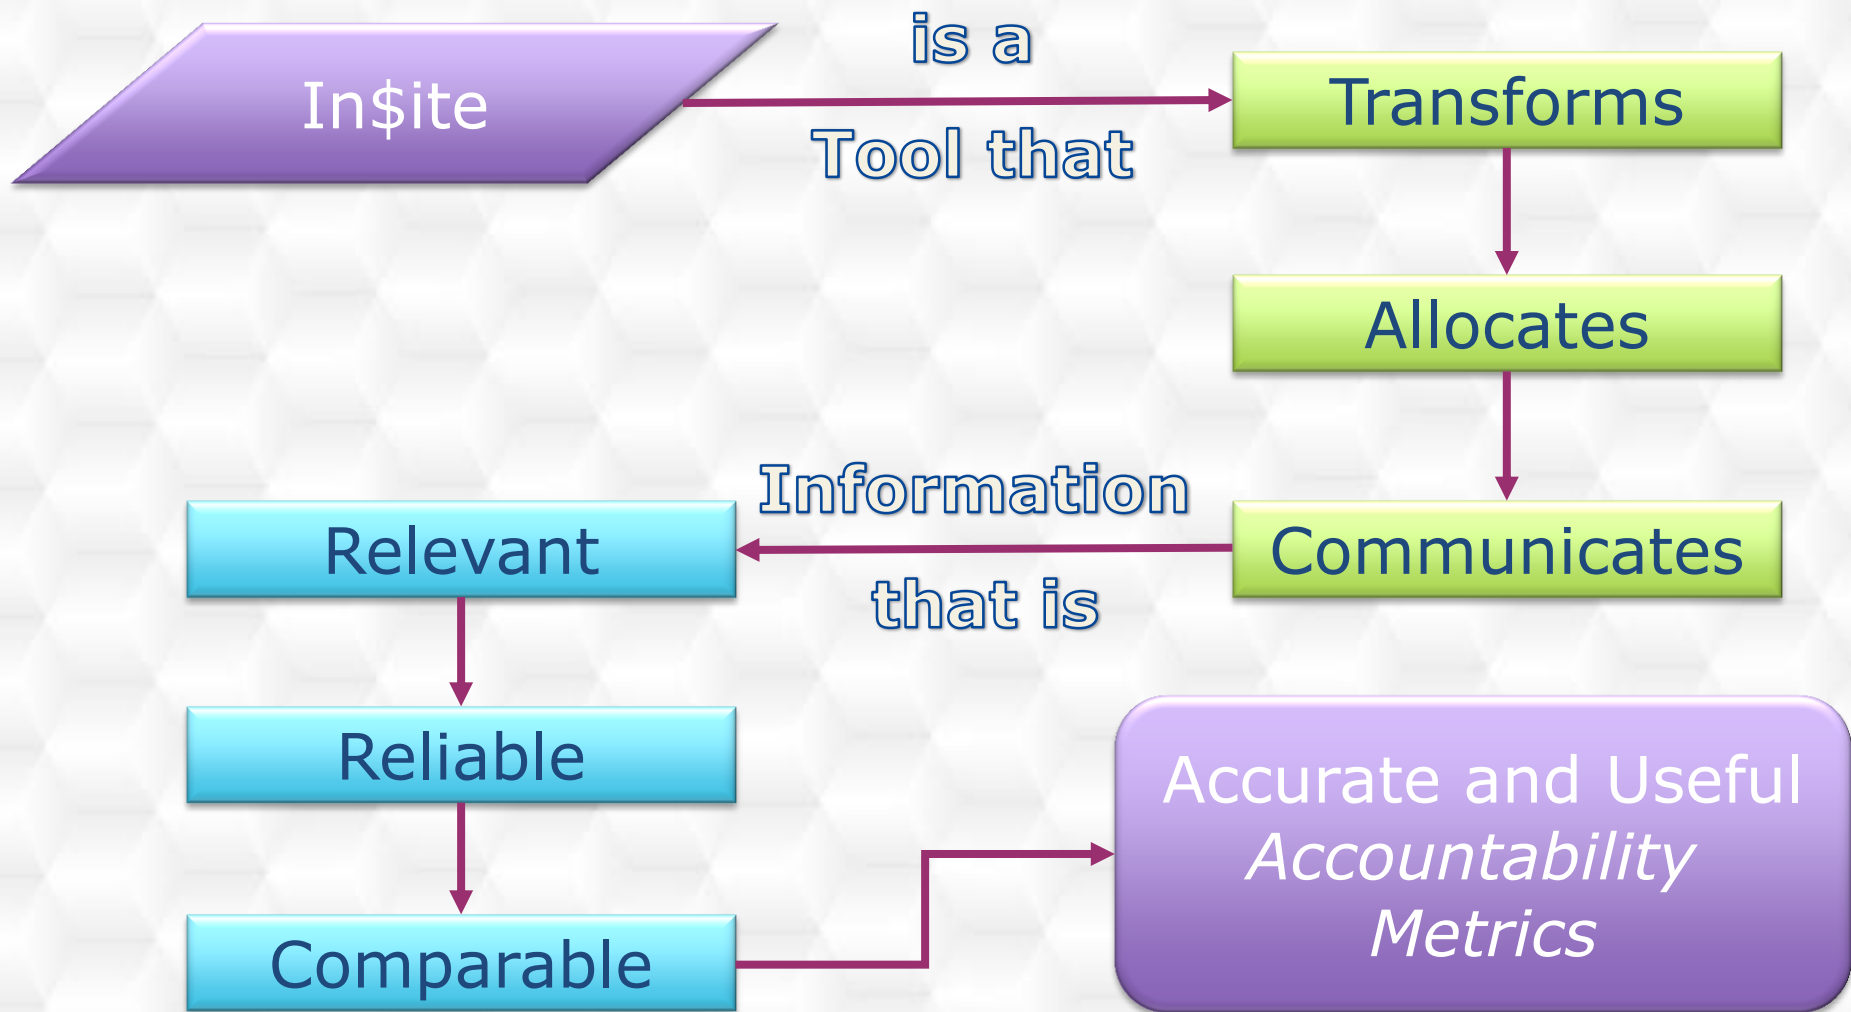 In$ite
is a
Tool that
Transforms
Allocates
Communicates
Information
that is
Relevant
Reliable
Comparable
Accurate and Useful
Accountability
Metrics